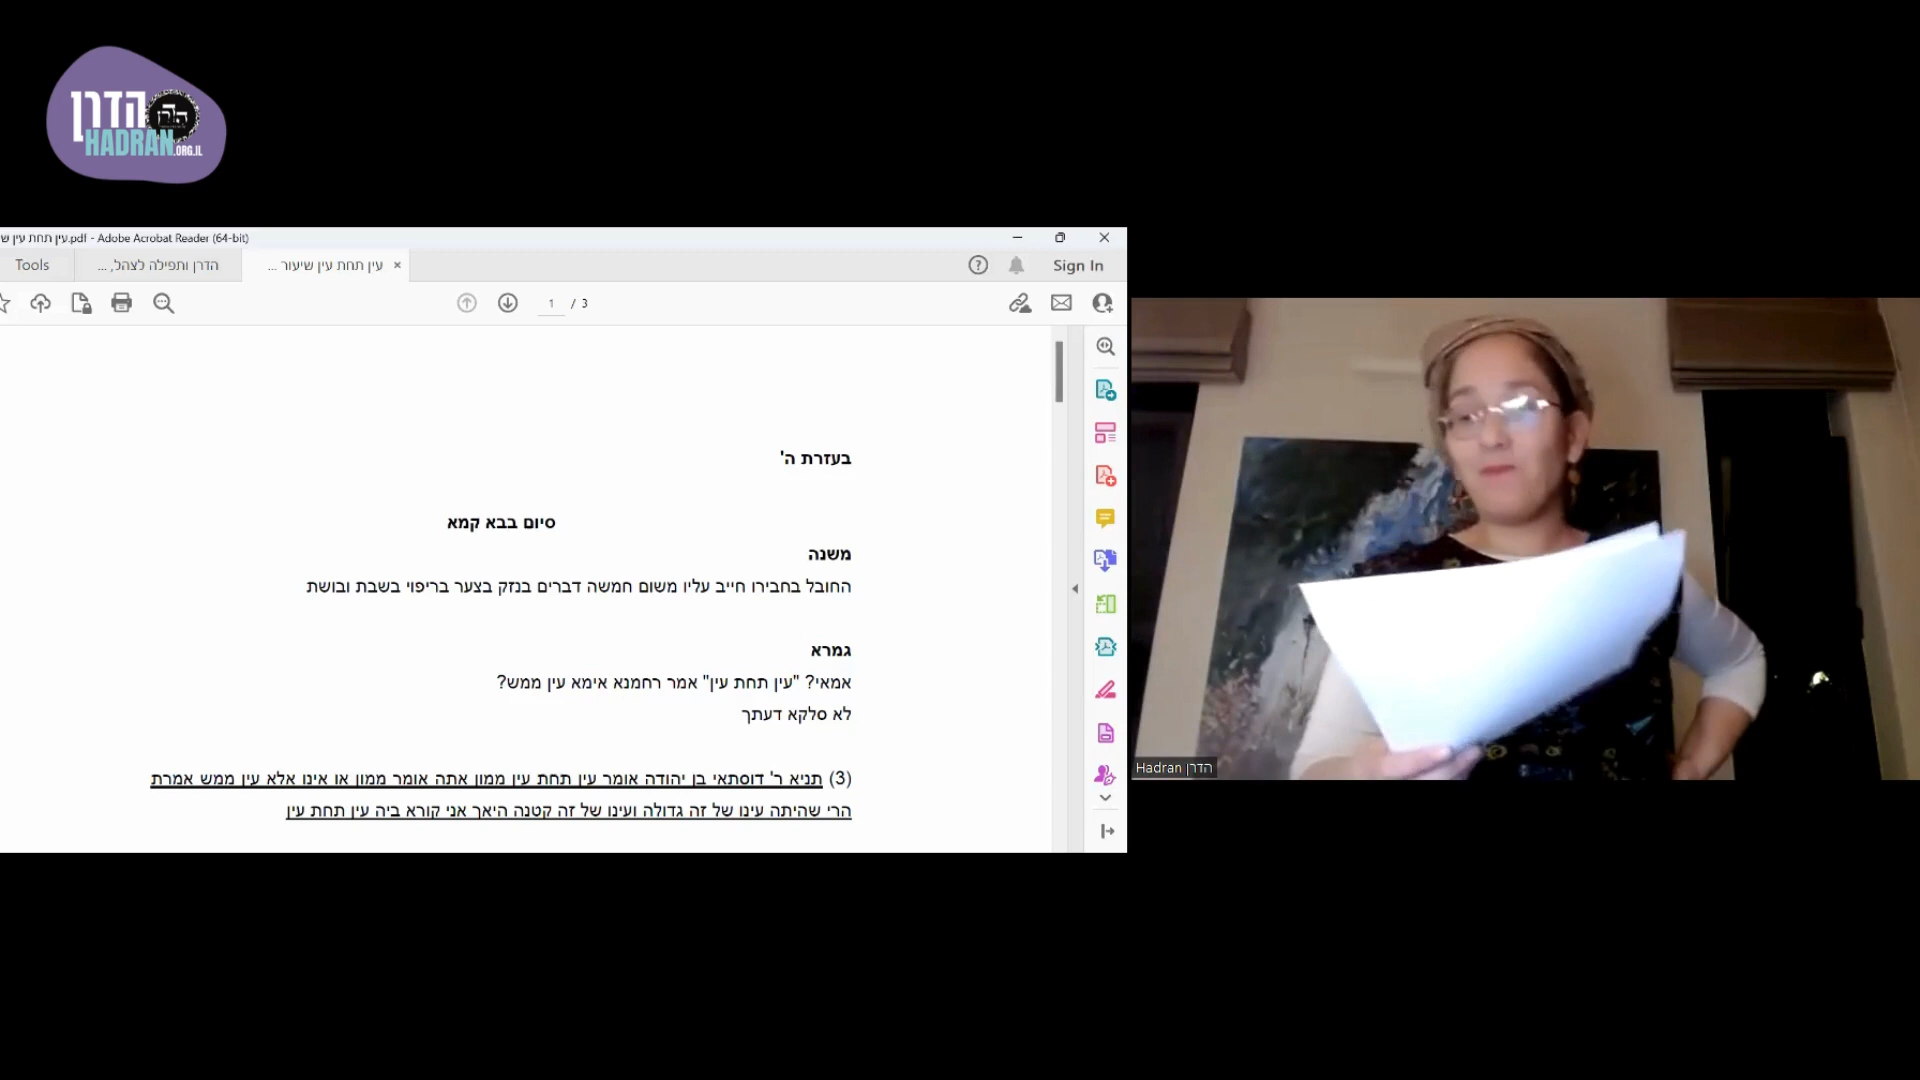 הדרן
הדרן
HADRAN.ORG.IL
עין תחת עין ש.pdf - Adobe Acrobat Reader (64-bit)
Tools
הדרן ותפילה לצהל, ...
עין תחת עין שיעור ...
Sign In
1 / 3
בעזרת ה'
סיום בבא קמא
משנה
החובל בחבירו חייב עליו משום חמשה דברים בנזק בצער בריפוי בשבת ובושת
גמרא
אמאי? "עין תחת עין" אמר רחמנא אימא עין ממש?
לא סלקא דעתך
(3) תניא ר' דוסתאי בן יהודה אומר עין תחת עין ממון אתה אומר ממון או אינו אלא עין ממש אמרת
הרי שהיתה עינו של זה גדולה ועינו של זה קטנה היאך אני קורא ביה עין תחת עין
Hadran הדרן